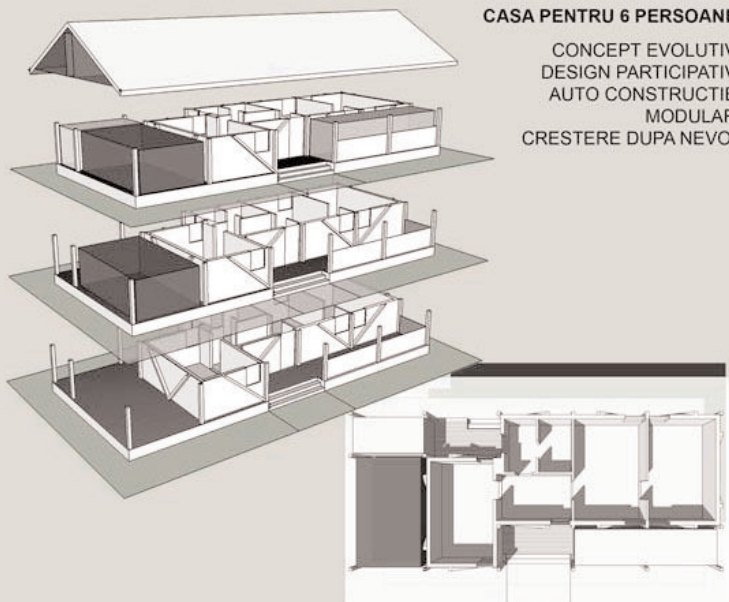 CASA PENTRU 6 PERSOANE
CONCEPT EVOLUTIV
DESIGN PARTICIPATIV
AUTO CONSTRUCTIE
MODULAR
CRESTERE DUPA NEVOI